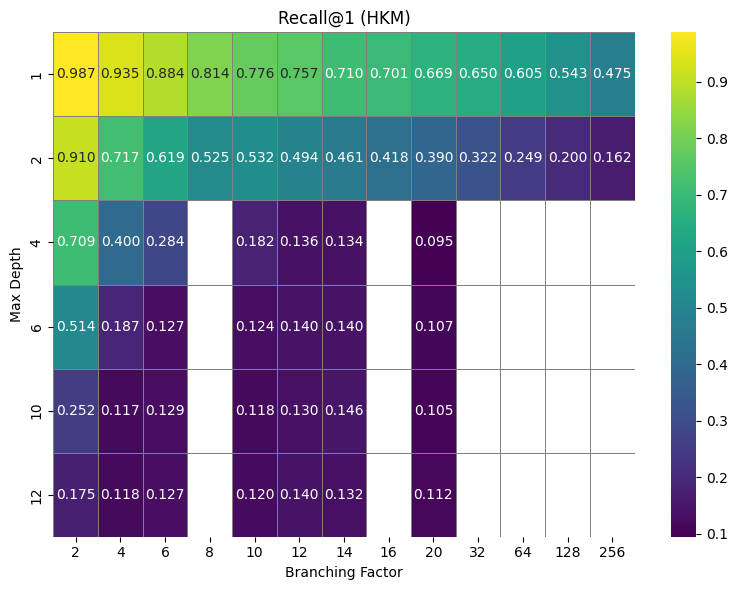 Recall@1 (HKM)
Max Depth
1 0.987 0.935 0.884 0.814 0.776 0.757 0.710 0.701 0.669 0.650 0.605 0.543 0.475
2 0.910 0.717 0.619 0.525 0.532 0.494 0.461 0.418 0.390 0.322 0.249 0.200 0.162
4 0.709 0.400 0.284 0.182 0.136 0.134 0.095
6 0.514 0.187 0.127 0.124 0.140 0.140 0.107
10 0.252 0.117 0.129 0.118 0.130 0.146 0.105
12 0.175 0.118 0.127 0.120 0.140 0.132 0.112
2 4 6 8 10 12 14 16 20 32 64 128 256
Branching Factor
0.9
0.8
0.7
0.6
0.5
0.4
0.3
0.2
0.1